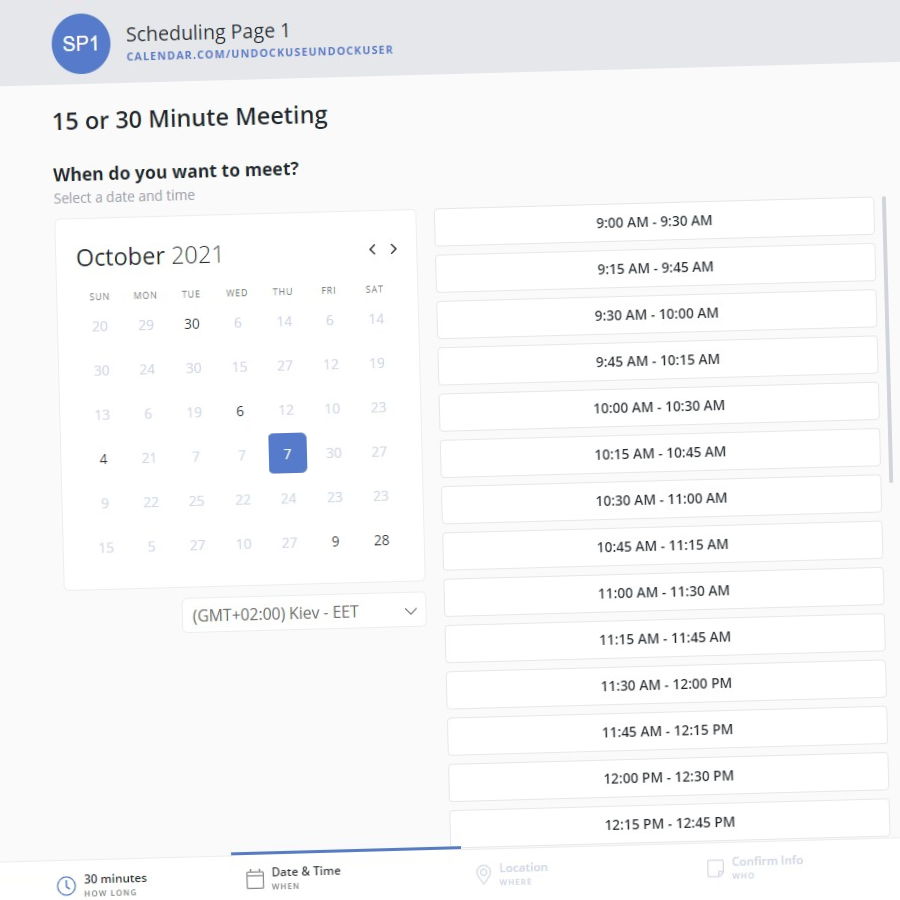 SP1
Scheduling Page 1
CALENDAR.COM/UNDOCKUSEUNDOCKUSER
15 or 30 Minute Meeting
When do you want to meet?
Select a date and time
October 2021
SUN MON TUE WED THU FRI SAT
20 29 30 6 14 6 14
30 24 30 15 27 12 19
13 6 19 6 12 10 23
4 21 7 7 7 30 27
9 22 25 22 24 23 23
15 5 27 10 27 9 28
(GMT+02:00) Kiev - EET
9:00 AM - 9:30 AM
9:15 AM - 9:45 AM
9:30 AM - 10:00 AM
9:45 AM - 10:15 AM
10:00 AM - 10:30 AM
10:15 AM - 10:45 AM
10:30 AM - 11:00 AM
10:45 AM - 11:15 AM
11:00 AM - 11:30 AM
11:15 AM - 11:45 AM
11:30 AM - 12:00 PM
11:45 AM - 12:15 PM
12:00 PM - 12:30 PM
12:15 PM - 12:45 PM
30 minutes
HOW LONG
Date & Time
WHEN
Location
WHERE
Confirm Info
WHO